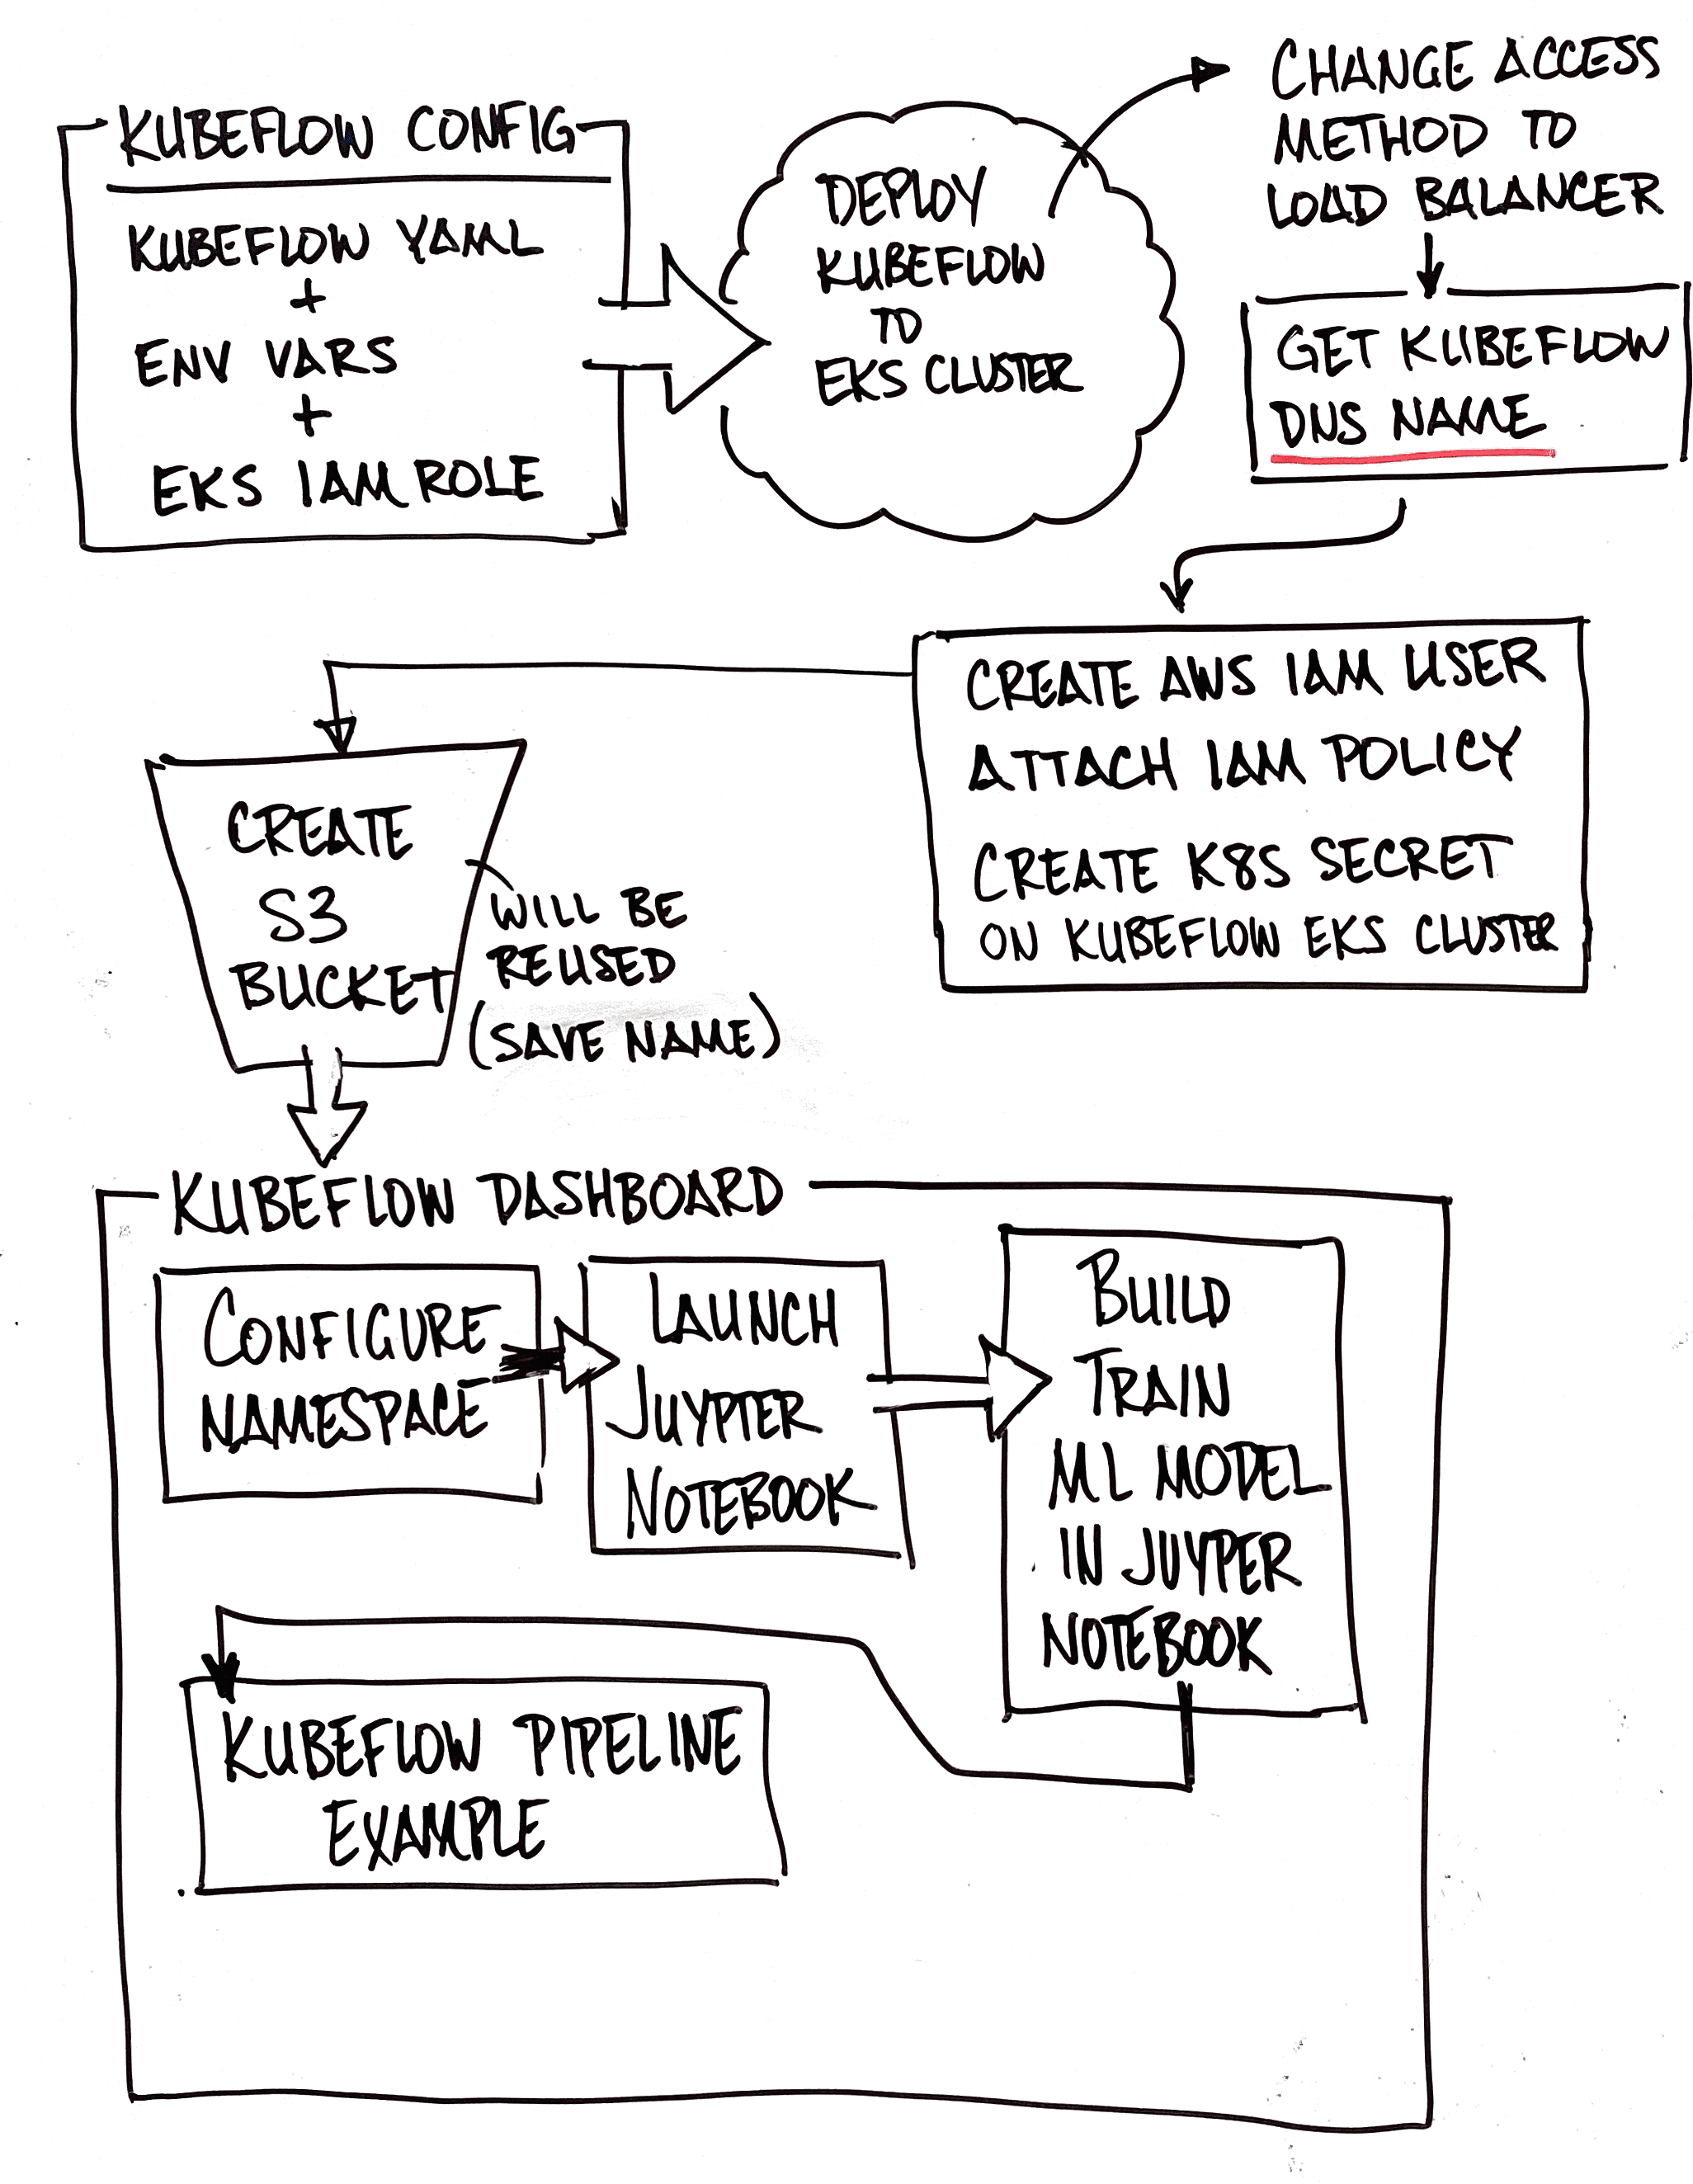 KUBEFLOW CONFIG
KUBEFLOW YAML
+
ENV VARS
+
EKS IAM ROLE
DEPLOY
KUBEFLOW
TO
EKS CLUSTER
CHANGE ACCESS
METHOD TO
LOAD BALANCER
GET KUBEFLOW
DNS NAME
CREATE AWS IAM USER
ATTACH IAM POLICY
CREATE K8S SECRET
ON KUBEFLOW EKS CLUSTER
CREATE
S3
BUCKET
WILL BE
REUSED
(SAVE NAME)
KUBEFLOW DASHBOARD
CONFIGURE
NAMESPACE
LAUNCH
JUYPTER
NOTEBOOK
BUILD
TRAIN
ML MODEL
IN JUYPER
NOTEBOOK
KUBEFLOW PIPELINE
EXAMPLE